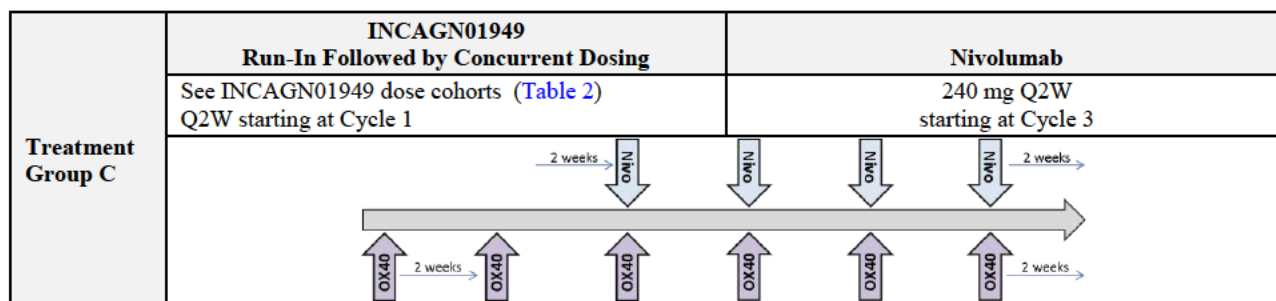 Treatment
Group C
INCAGN01949
Run-In Followed by Concurrent Dosing
Nivolumab
See INCAGN01949 dose cohorts (Table 2)
Q2W starting at Cycle 1
240 mg Q2W
starting at Cycle 3
2 weeks
Nivo
Nivo
Nivo
Nivo
2 weeks
OX40
2 weeks
OX40
OX40
OX40
OX40
OX40
2 weeks